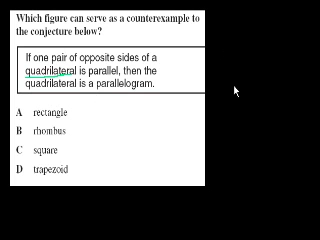 Which figure can serve as a counterexample to
the conjecture below?
If one pair of opposite sides of a
quadrilateral is parallel, then the
quadrilateral is a parallelogram.
A rectangle
B rhombus
C square
D trapezoid